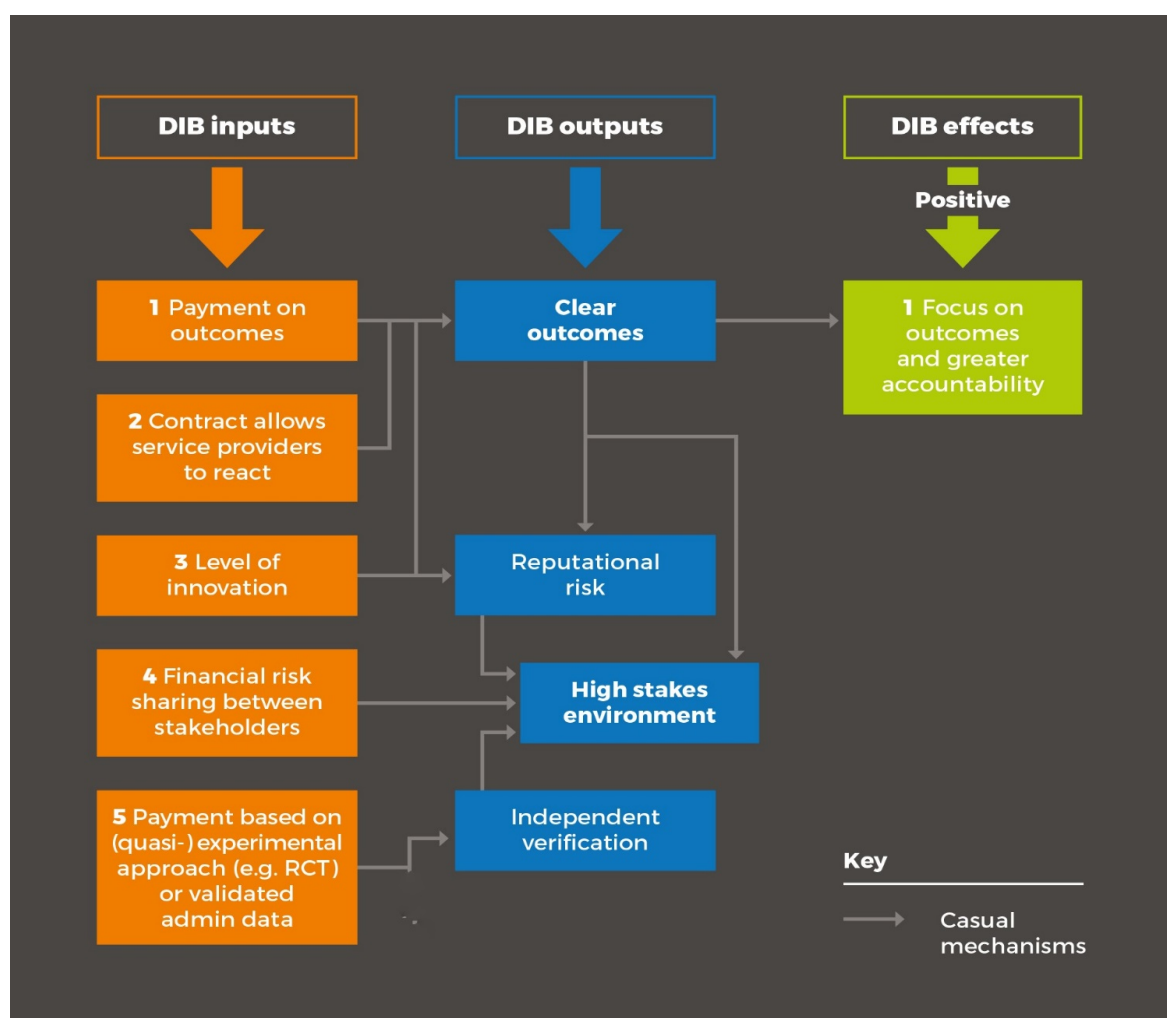 DIB inputs
DIB outputs
DIB effects
Positive
1 Payment on
outcomes
Clear
outcomes
1 Focus on
outcomes
and greater
accountability
2 Contract allows
service providers
to react
3 Level of
innovation
Reputational
risk
4 Financial risk
sharing between
stakeholders
High stakes
environment
5 Payment based on
(quasi-) experimental
approach (e.g. RCT)
or validated
admin data
Independent
verification
Key
Casual
mechanisms